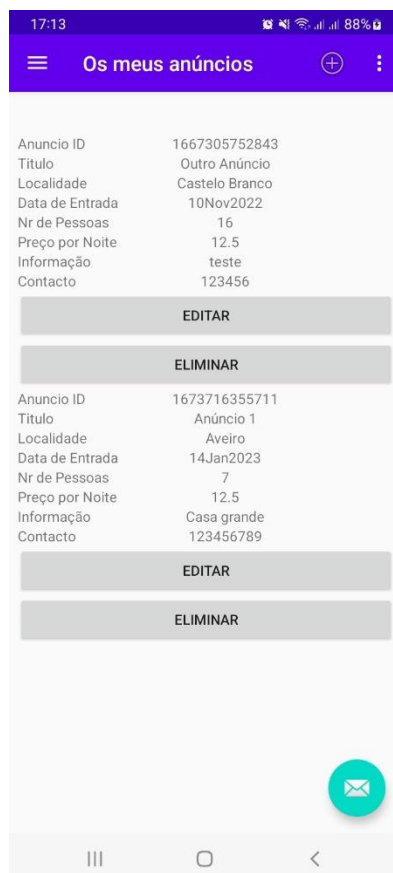 17:13 88%
Os meus anúncios
Anuncio ID 1667305752843
Titulo Outro Anúncio
Localidade Castelo Branco
Data de Entrada 10Nov2022
Nr de Pessoas 16
Preço por Noite 12.5
Informação teste
Contacto 123456
EDITAR
ELIMINAR
Anuncio ID 1673716355711
Titulo Anúncio 1
Localidade Aveiro
Data de Entrada 14Jan2023
Nr de Pessoas 7
Preço por Noite 12.5
Informação Casa grande
Contacto 123456789
EDITAR
ELIMINAR